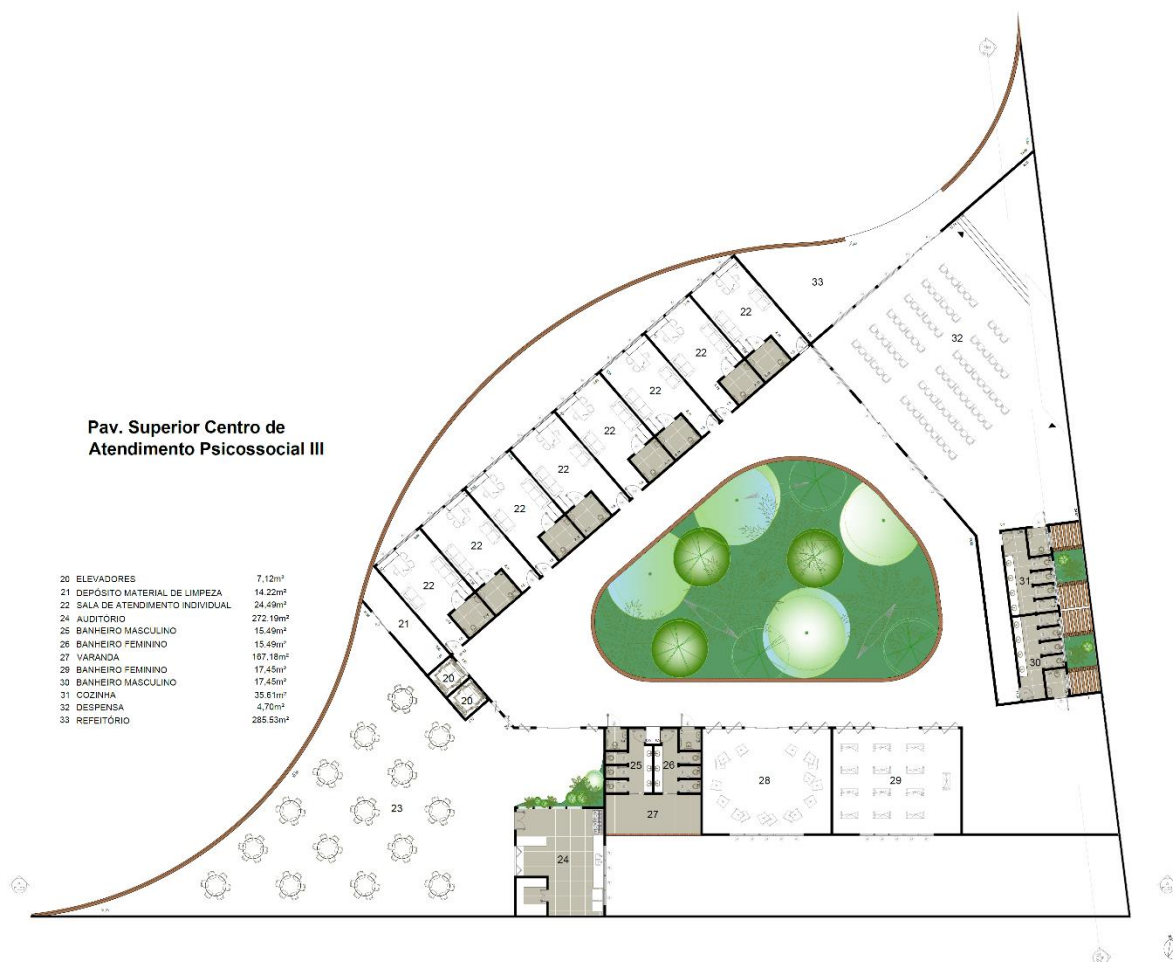 33
22
32
22
22
22
Pav. Superior Centro de
Atendimento Psicossocial III
22
22
22
22
20 ELEVADORES 7,12m²
21 DEPÓSITO MATERIAL DE LIMPEZA 14.22m²
22 SALA DE ATENDIMENTO INDIVIDUAL 24,49m²
24 AUDITÓRIO 272.19m²
25 BANHEIRO MASCULINO 15.49m²
26 BANHEIRO FEMININO 15,49m²
27 VARANDA 167,18m²
29 BANHEIRO FEMININO 17,45m²
30 BANHEIRO MASCULINO 17,45m²
31 COZINHA 35.61m²
32 DESPENSA 4,70m²
33 REFEITÓRIO 285.53m²
31
21
30
20
20
25
26
28
29
23
27
24